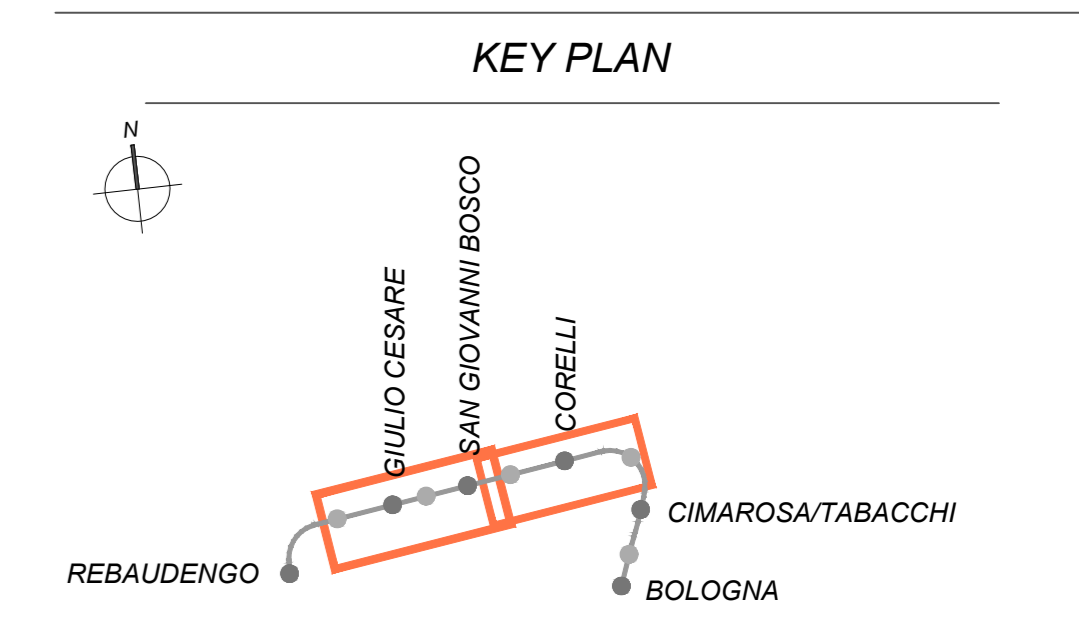 KEY PLAN
N
GIULIO CESARE
SAN GIOVANNI BOSCO
CORELLI
CIMAROSA/TABACCHI
REBAUDENGO
BOLOGNA